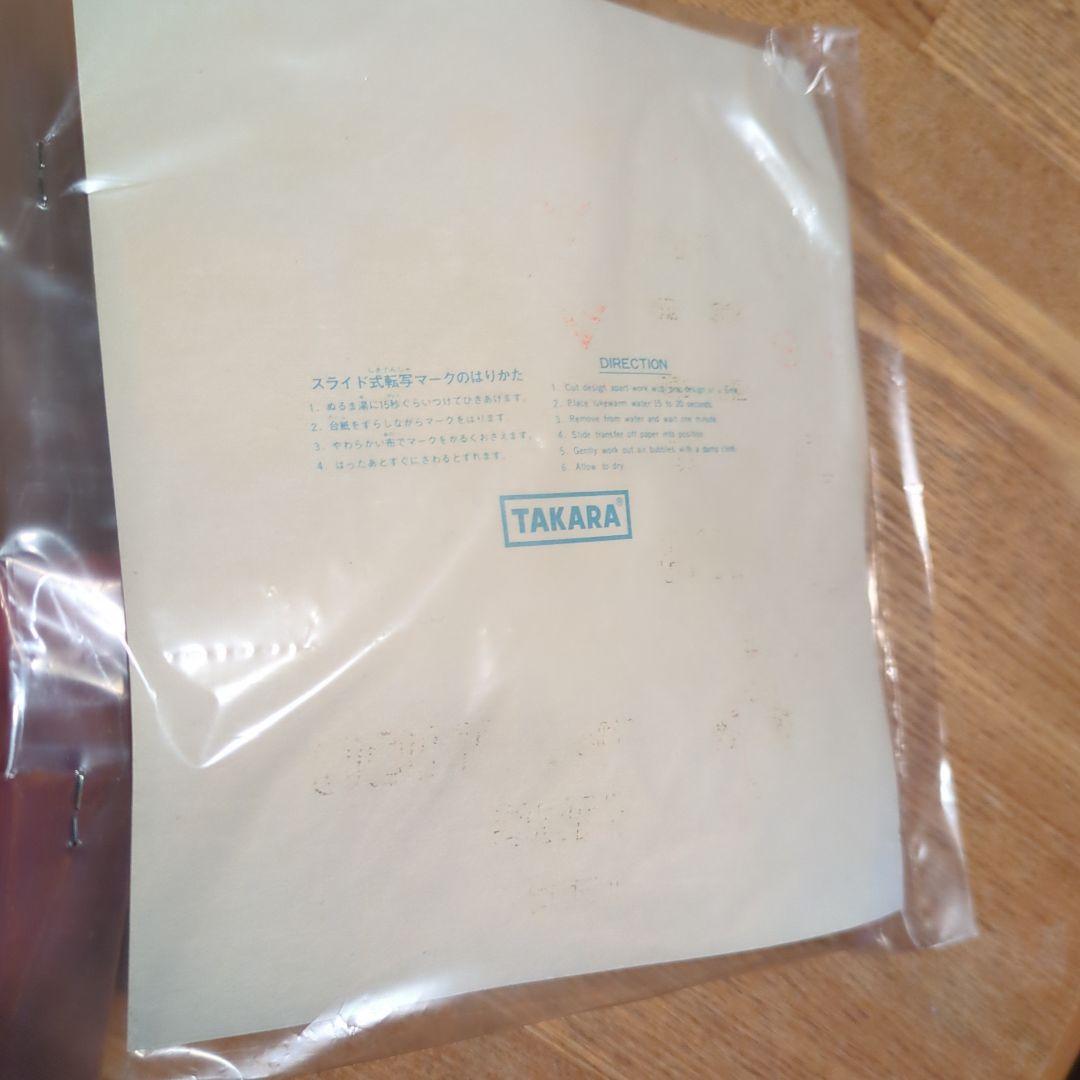 スライド式転写マークのはりかた
1. ぬるま湯に15秒ぐらいつけてひきあげます。
2. 台紙をずらしながらマークをはります
3. やわらかい布でマークをかるくおさえます。
4. はったあとすぐにさわるとずれます。
DIRECTION
1. Cut design apart work with one design at a time
2. Place lukewarm water 15 to 20 seconds.
3. Remove from water and wait one minute.
4. Slide transfer off paper into position.
5. Gently work out air bubbles with a damp cloth.
6. Allow to dry.
TAKARA®